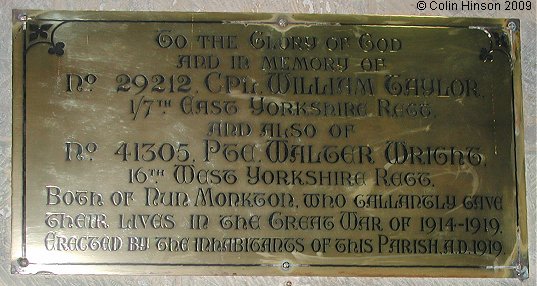 © Colin Hinson 2009
To the Glory of God
and in memory of
No. 29212. Cpll. William Taylor.
1/7th East Yorkshire Regt.
and also of
No. 41305. Pte. Walter Wright.
16th West Yorkshire Regt.
Both of Nun Monkton, who gallantly gave
their lives in the Great War of 1914-1919.
Erected by the inhabitants of this Parish. A.D. 1919.